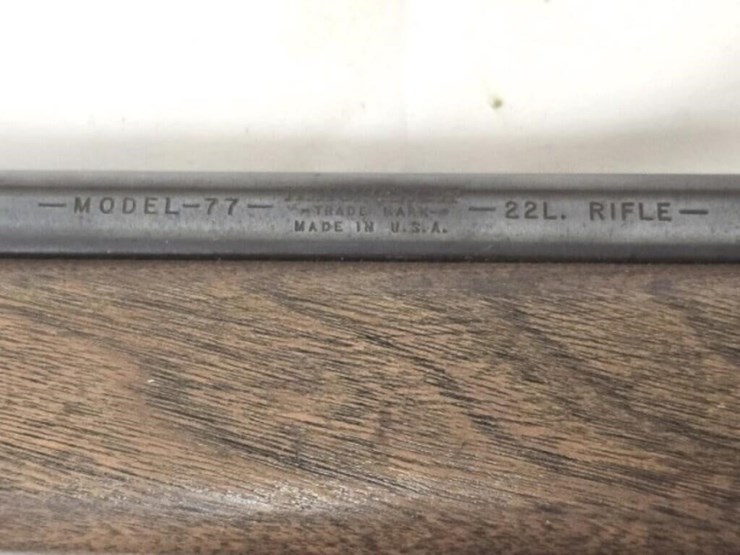 —MODEL—77— —22L. RIFLE—
—TRADE MARK—
MADE IN U.S.A.